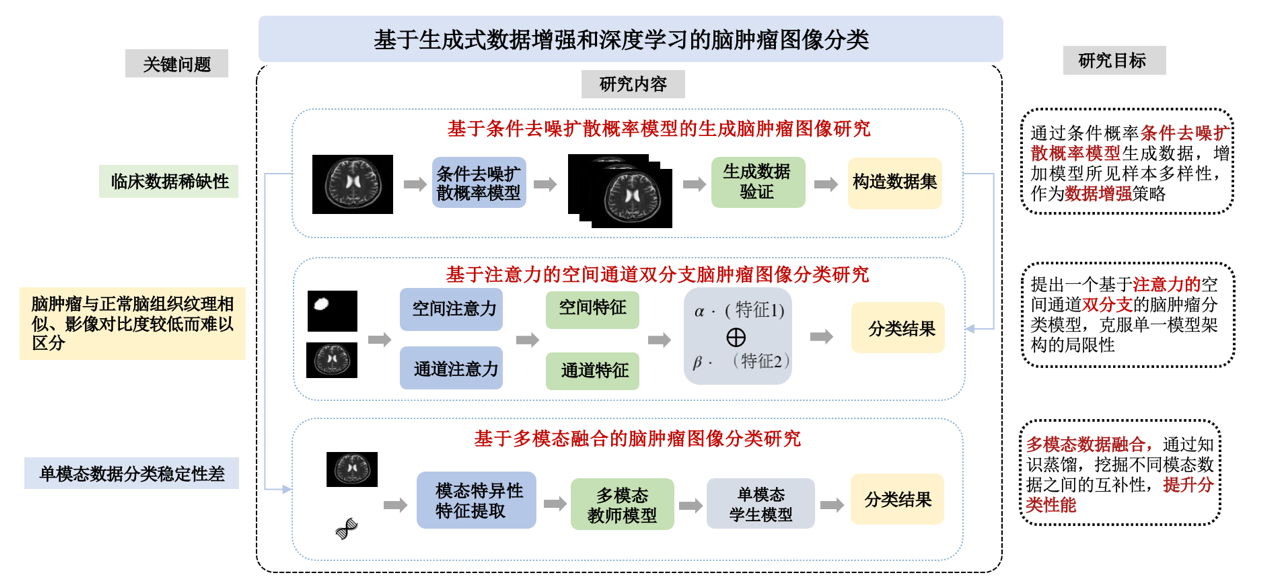 基于生成式数据增强和深度学习的脑肿瘤图像分类
关键问题
研究内容
研究目标
基于条件去噪扩散概率模型的生成脑肿瘤图像研究
临床数据稀缺性
条件去噪扩
散概率模型
生成数据
验证
构造数据集
通过条件概率条件去噪扩
散概率模型生成数据，增
加模型所见样本多样性，
作为数据增强策略
基于注意力的空间通道双分支脑肿瘤图像分类研究
脑肿瘤与正常脑组织纹理相
似、影像对比度较低而难以
区分
空间注意力
通道注意力
空间特征
通道特征
α · ( 特征1)
⊕
β · （特征2）
分类结果
提出一个基于注意力的空
间通道双分支的脑肿瘤分
类模型，克服单一模型架
构的局限性
基于多模态融合的脑肿瘤图像分类研究
单模态数据分类稳定性差
模态特异性
特征提取
多模态
教师模型
单模态
学生模型
分类结果
多模态数据融合，通过知
识蒸馏，挖掘不同模态数
据之间的互补性，提升分
类性能